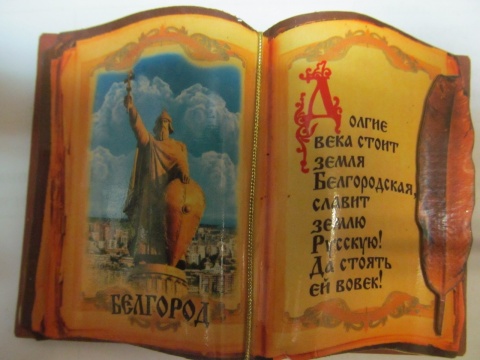 БЕЛГОРОД
Долгие
века стоит
земля
Белгородская,
славит
землю
Русскую!
Да стоять
ей вовек!